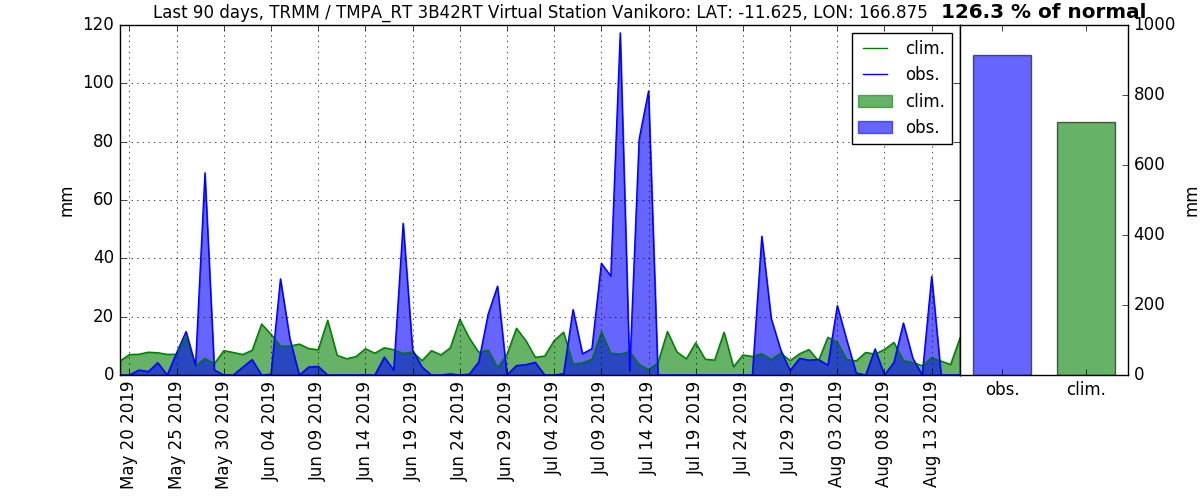 Last 90 days, TRMM / TMPA_RT 3B42RT Virtual Station Vanikoro: LAT: -11.625, LON: 166.875 126.3 % of normal
120
100
80
60
40
20
0
mm
clim.
obs.
clim.
obs.
1000
800
600
400
200
0
mm
May 20 2019
May 25 2019
May 30 2019
Jun 04 2019
Jun 09 2019
Jun 14 2019
Jun 19 2019
Jun 24 2019
Jun 29 2019
Jul 04 2019
Jul 09 2019
Jul 14 2019
Jul 19 2019
Jul 24 2019
Jul 29 2019
Aug 03 2019
Aug 08 2019
Aug 13 2019
obs.
clim.